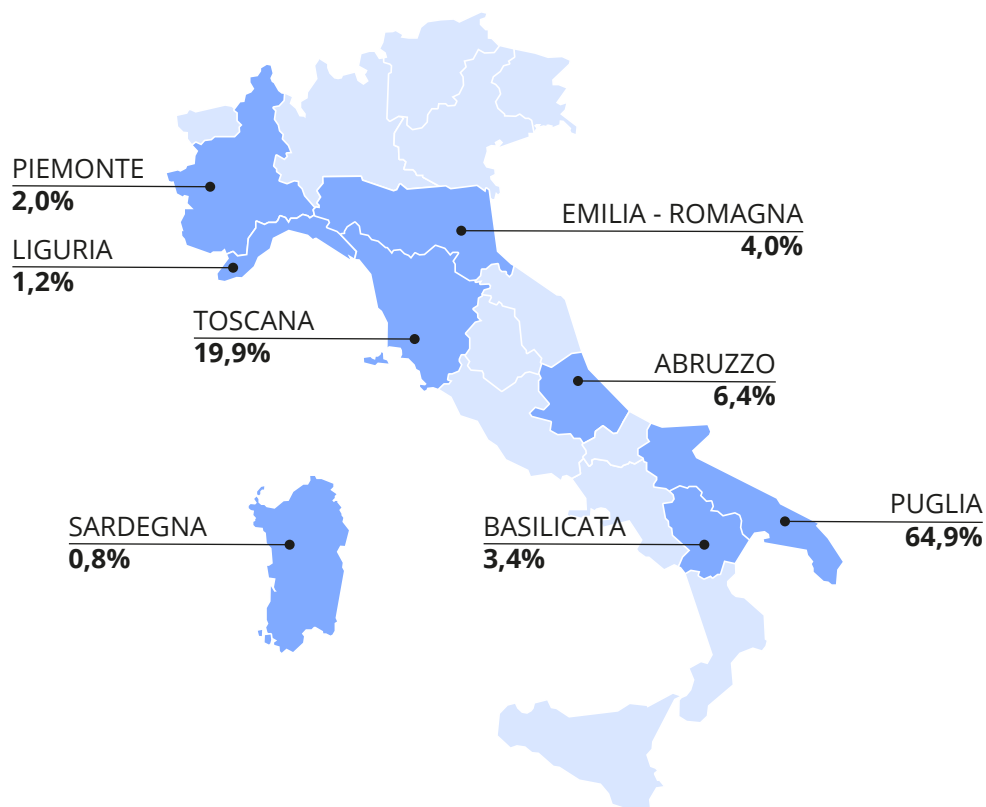 PIEMONTE
2,0%
EMILIA - ROMAGNA
4,0%
LIGURIA
1,2%
TOSCANA
19,9%
ABRUZZO
6,4%
PUGLIA
64,9%
SARDEGNA
0,8%
BASILICATA
3,4%